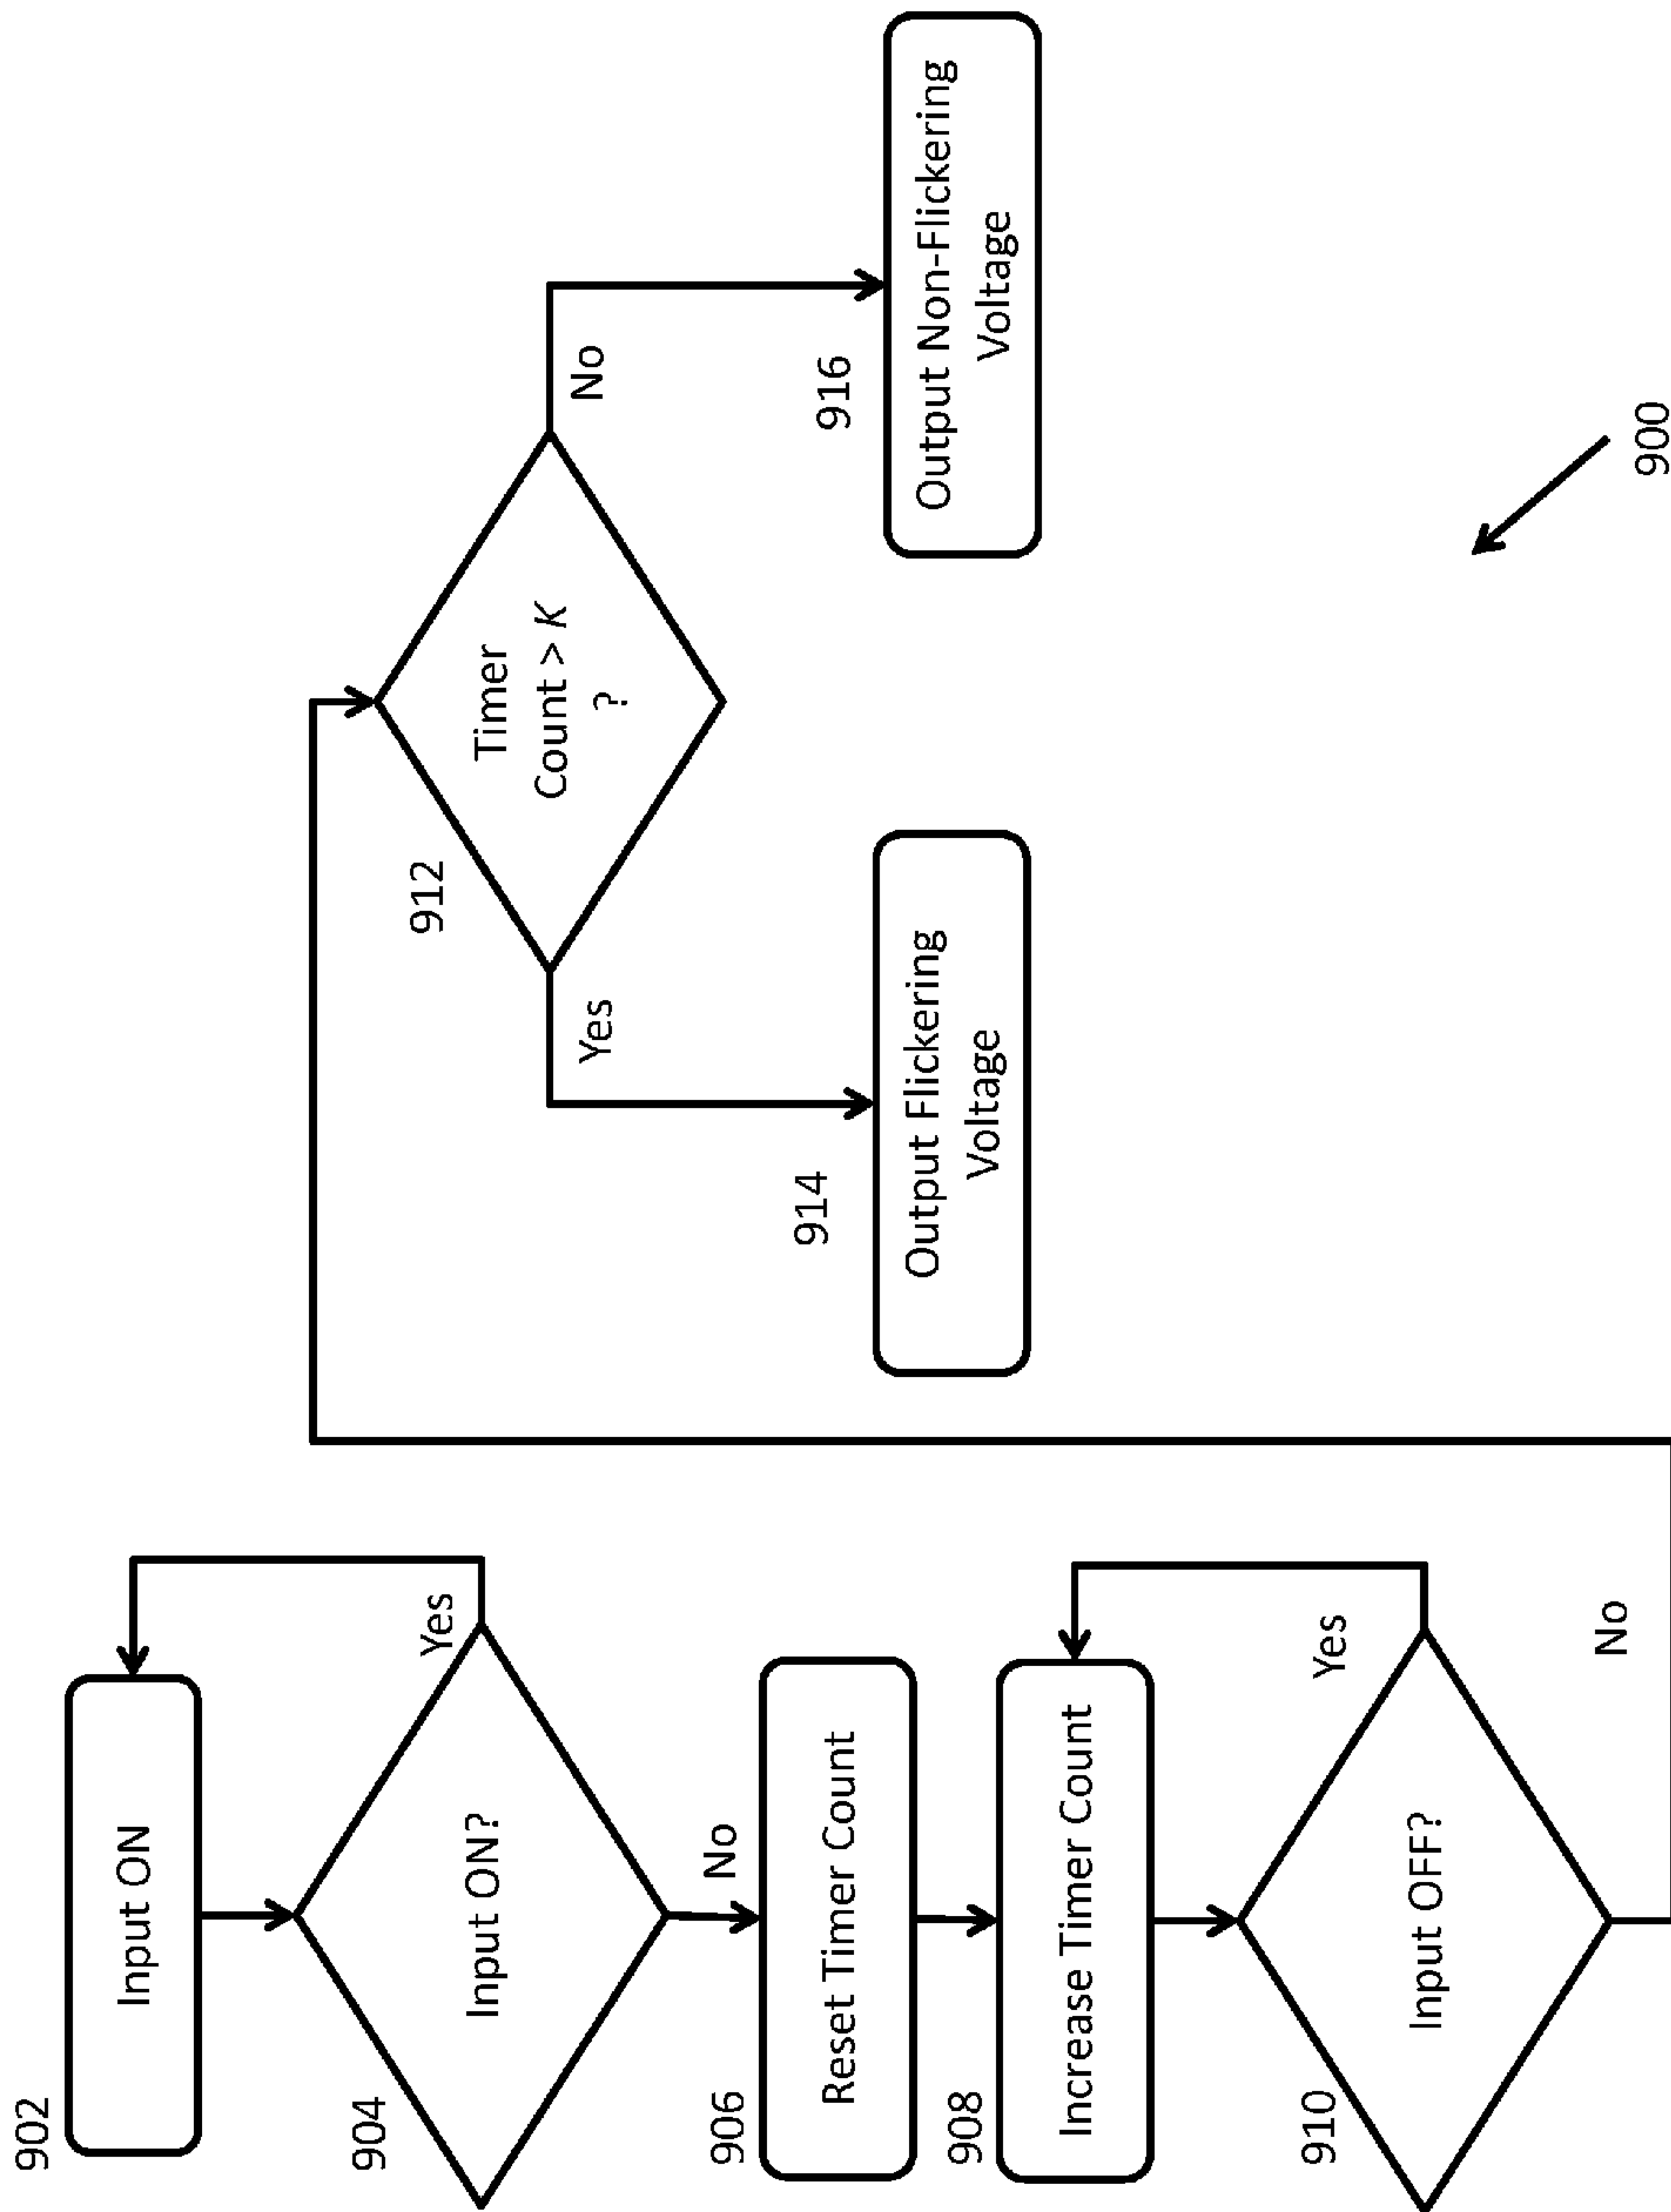 902
Input ON
904
Input ON?
Yes
No
906
Reset Timer Count
908
Increase Timer Count
910
Input OFF?
Yes
No
912
Timer
Count > K
?
Yes
No
914
Output Flickering
Voltage
916
Output Non-Flickering
Voltage
900